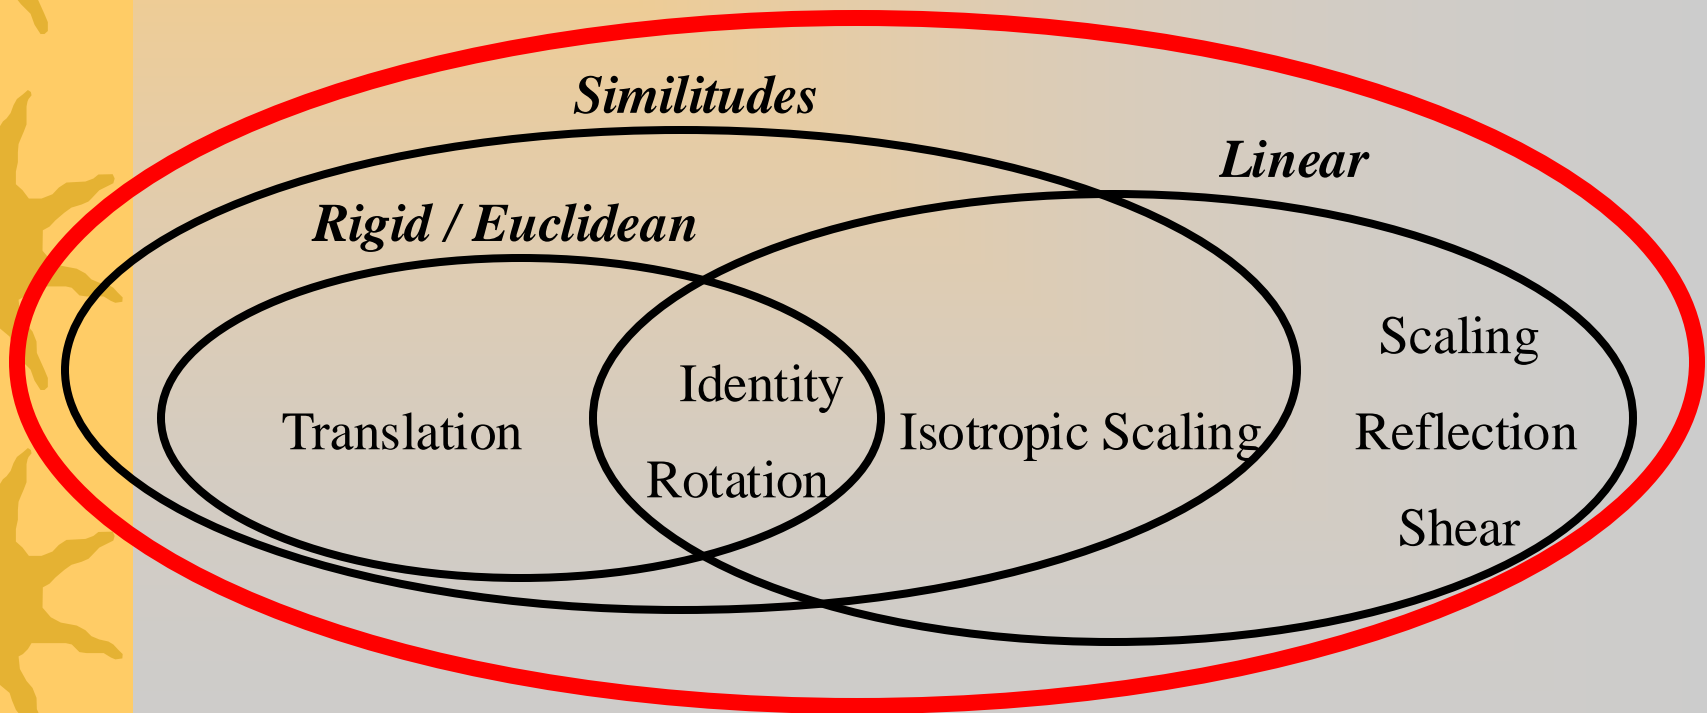 Similitudes
Linear
Rigid / Euclidean
Scaling
Identity
Translation
Isotropic Scaling
Reflection
Rotation
Shear